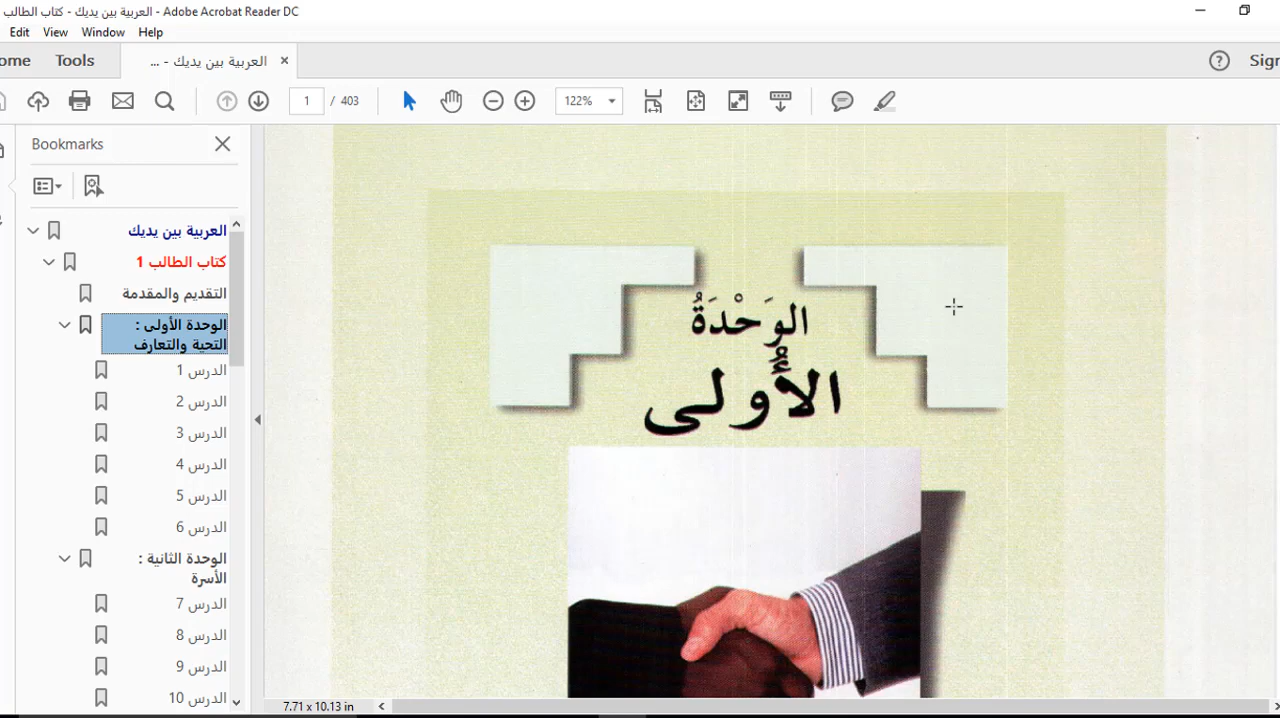 العربية بين يديك - كتاب الطالب - Adobe Acrobat Reader DC
Edit View Window Help
ome Tools العربية بين يديك - ... × Sign
1 / 403 122%
Bookmarks
العربية بين يديك
كتاب الطالب 1
التقديم والمقدمة
الوحدة الأولى :
التحية والتعارف
الدرس 1
الدرس 2
الدرس 3
الدرس 4
الدرس 5
الدرس 6
الوحدة الثانية :
الأسرة
الدرس 7
الدرس 8
الدرس 9
الدرس 10
الوَحْدَةُ
الأُولى
7.71 x 10.13 in